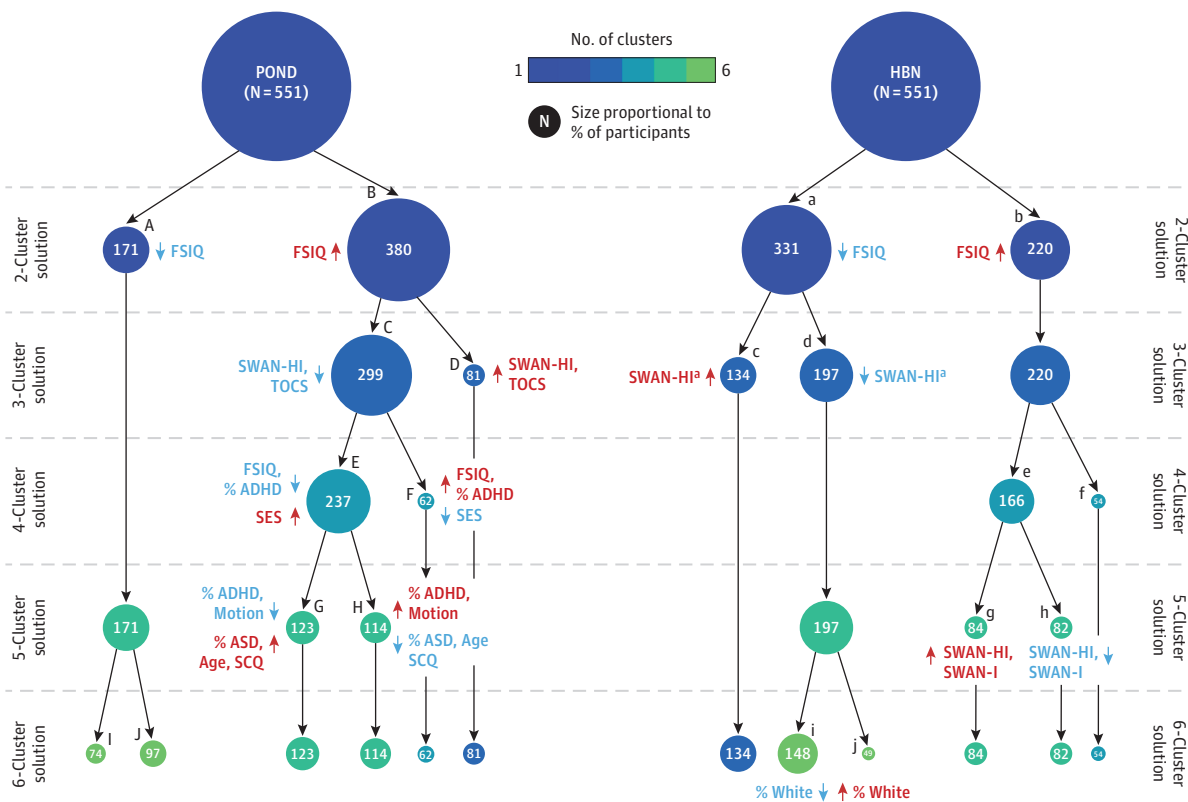 POND
(N = 551)
No. of clusters
1
6
N
Size proportional to
% of participants
HBN
(N = 551)
2-Cluster
solution
A
171
↓ FSIQ
B
FSIQ ↑
380
a
331
↓ FSIQ
b
FSIQ ↑
220
2-Cluster
solution
3-Cluster
solution
C
SWAN-HI,
TOCS ↓
299
D
81
↑ SWAN-HI,
TOCS
c
SWAN-HIª ↑
134
d
197
↓ SWAN-HIª
220
3-Cluster
solution
4-Cluster
solution
E
FSIQ,
% ADHD ↓
SES ↑
237
F
62
↑ FSIQ,
% ADHD
↓ SES
e
166
f
54
4-Cluster
solution
5-Cluster
solution
171
% ADHD,
Motion ↓
% ASD,
Age, SCQ ↑
G
123
H
114
↑ % ADHD,
Motion
↓ % ASD, Age
SCQ
197
g
84
↑ SWAN-HI,
SWAN-I
h
82
SWAN-HI,
SWAN-I ↓
5-Cluster
solution
6-Cluster
solution
I
74
J
97
123
114
62
81
134
i
148
% White ↓
j
49
↑ % White
84
82
54
6-Cluster
solution